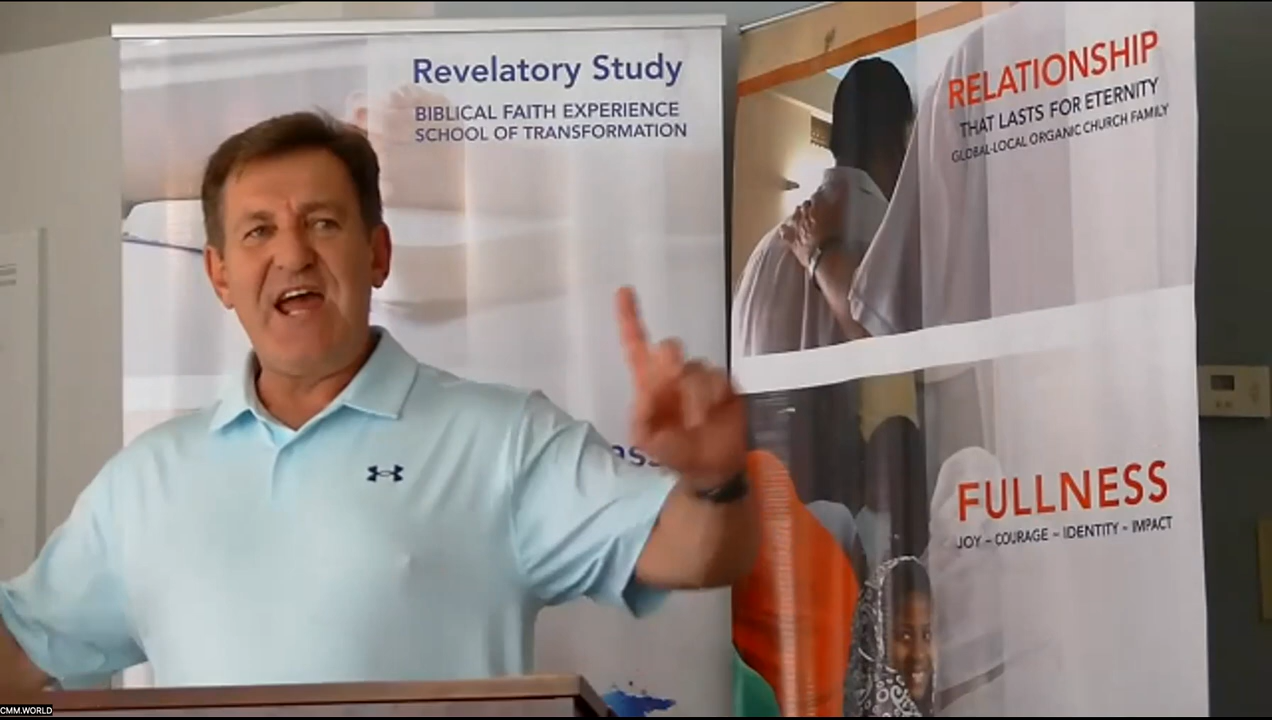 Revelatory Study
BIBLICAL FAITH EXPERIENCE
SCHOOL OF TRANSFORMATION
RELATIONSHIP
THAT LASTS FOR ETERNITY
GLOBAL-LOCAL ORGANIC CHURCH FAMILY
FULLNESS
JOY ~ COURAGE ~ IDENTITY ~ IMPACT
CMM.WORLD